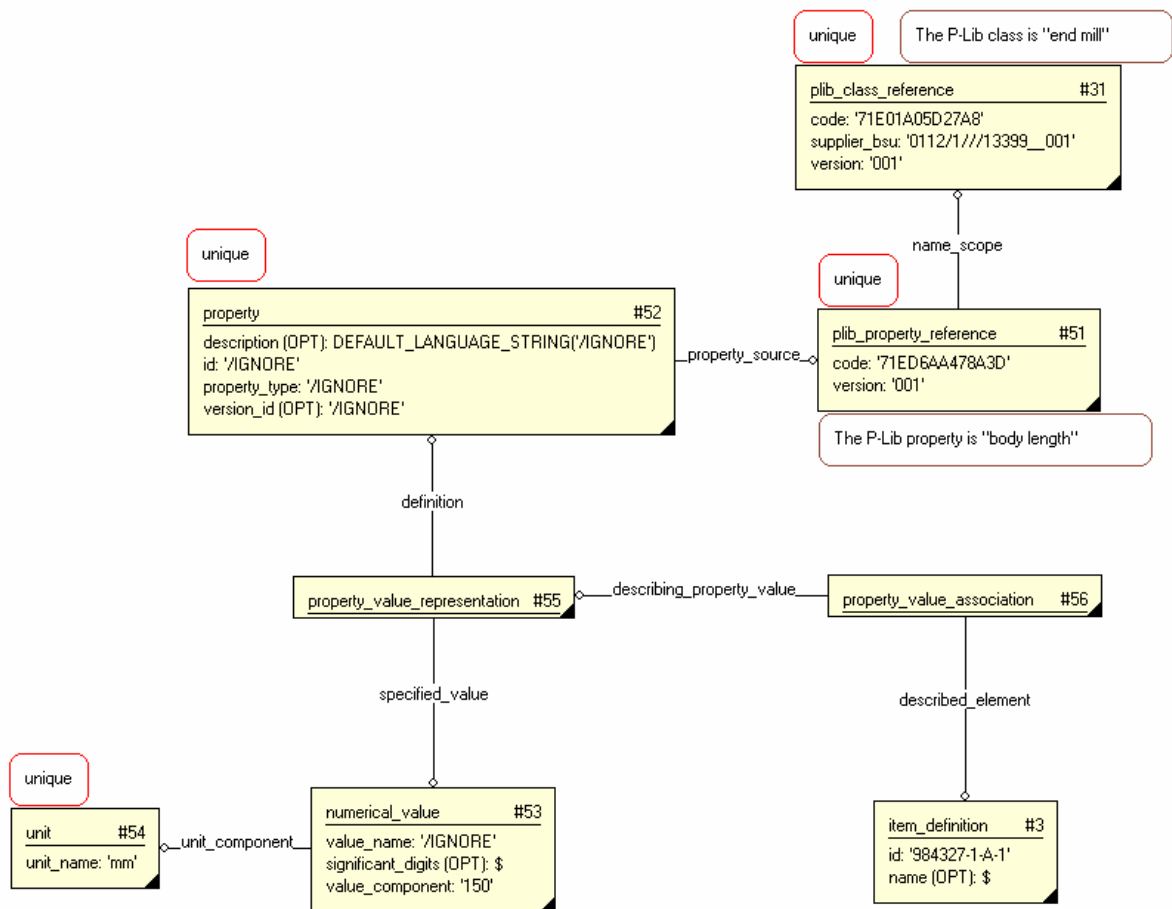 unique
The P-Lib class is "end mill"
plib_class_reference #31
code: '71E01A05D27A8'
supplier_bsu: '0112/1///13399__001'
version: '001'
name_scope
unique
unique
property #52
description (OPT): DEFAULT_LANGUAGE_STRING('/IGNORE')
id: '/IGNORE'
property_type: '/IGNORE'
version_id (OPT): '/IGNORE'
property_source
plib_property_reference #51
code: '71ED6AA478A3D'
version: '001'
The P-Lib property is "body length"
definition
property_value_representation #55
describing_property_value
property_value_association #56
specified_value
described_element
unique
unit #54
unit_name: 'mm'
unit_component
numerical_value #53
value_name: '/IGNORE'
significant_digits (OPT): $
value_component: '150'
item_definition #3
id: '984327-1-A-1'
name (OPT): $